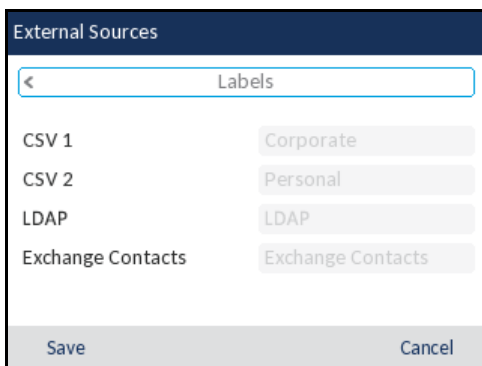 External Sources
< Labels
CSV 1 Corporate
CSV 2 Personal
LDAP LDAP
Exchange Contacts Exchange Contacts
Save Cancel